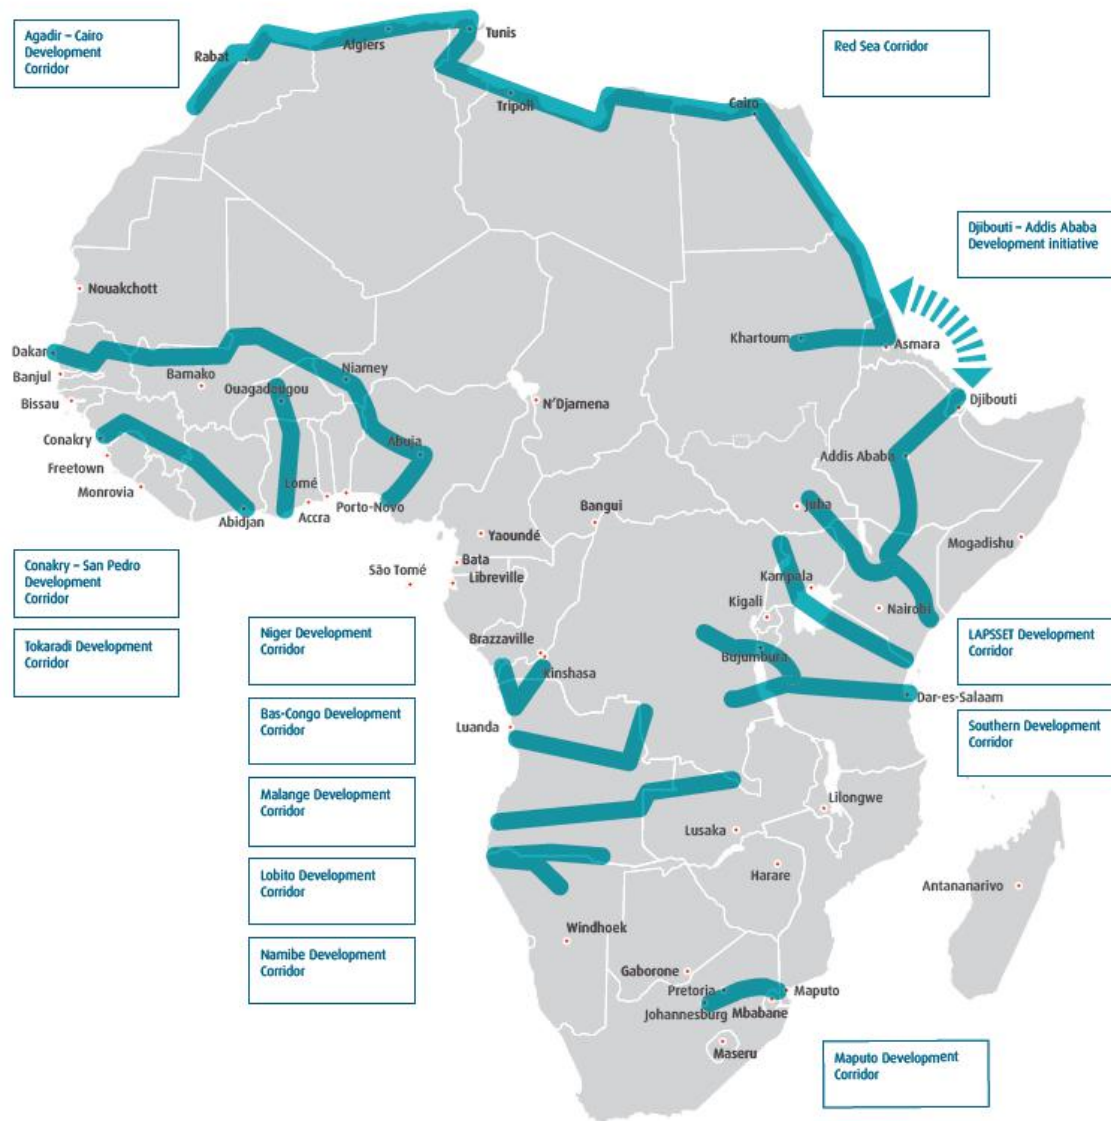 Agadir – Cairo
Development
Corridor
Red Sea Corridor
Rabat
Algiers
Tunis
Tripoli
Cairo
Djibouti – Addis Ababa
Development initiative
Nouakchott
Khartoum
Asmara
Dakar
Banjul
Bissau
Bamako
Ouagadougou
Niamey
N'Djamena
Djibouti
Conakry
Freetown
Monrovia
Abuja
Addis Ababa
Lomé
Abidjan
Accra
Porto-Novo
Bangui
Juba
Yaoundé
Mogadishu
Conakry – San Pedro
Development
Corridor
São Tomé
Bata
Libreville
Kampala
Kigali
Nairobi
Tokaradi Development
Corridor
Niger Development
Corridor
Brazzaville
Kinshasa
Bujumbura
LAPSSET Development
Corridor
Dar-es-Salaam
Bas-Congo Development
Corridor
Luanda
Southern Development
Corridor
Malange Development
Corridor
Lilongwe
Lusaka
Lobito Development
Corridor
Harare
Antananarivo
Namibe Development
Corridor
Windhoek
Gaborone
Pretoria
Maputo
Johannesburg
Mbabane
Maseru
Maputo Development
Corridor